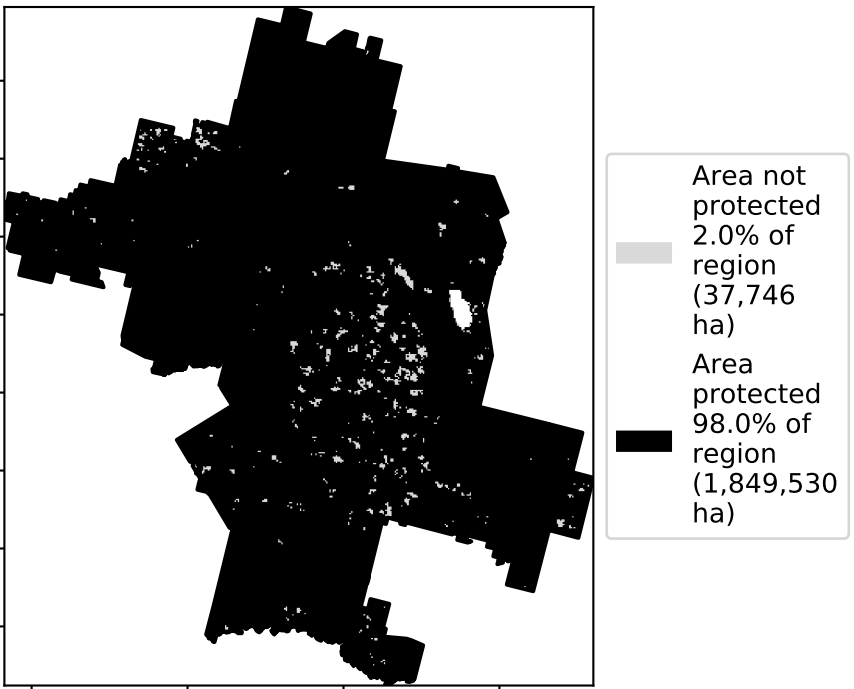 Area not
protected
2.0% of
region
(37,746
ha)
Area
protected
98.0% of
region
(1,849,530
ha)